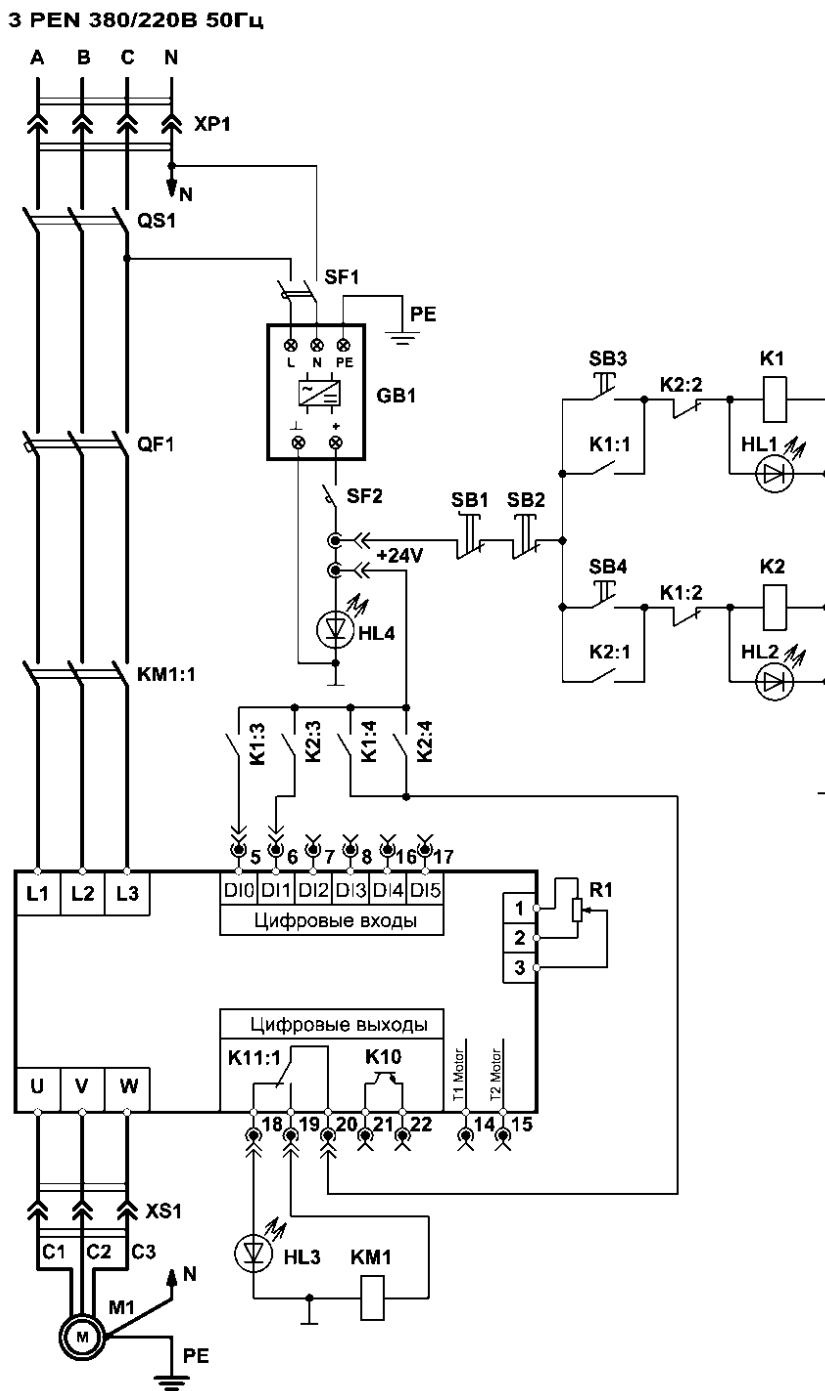 3 PEN 380/220В 50Гц
A B C N
XP1
N
QS1
SF1
PE
L N PE
GB1
+
SB3 K2:2 K1
K1:1 HL1
QF1
SF2
SB1 SB2
+24V
SB4 K1:2 K2
HL4
K2:1 HL2
KM1:1
K1:3 K2:3 K1:4 K2:4
5 6 7 8 16 17
L1 L2 L3
DI0 DI1 DI2 DI3 DI4 DI5
Цифровые входы
1 R1
2
3
Цифровые выходы
K11:1 K10
T1 Motor T2 Motor
U V W
18 19 20 21 22 14 15
XS1
C1 C2 C3
HL3 KM1
N
M1
M
PE